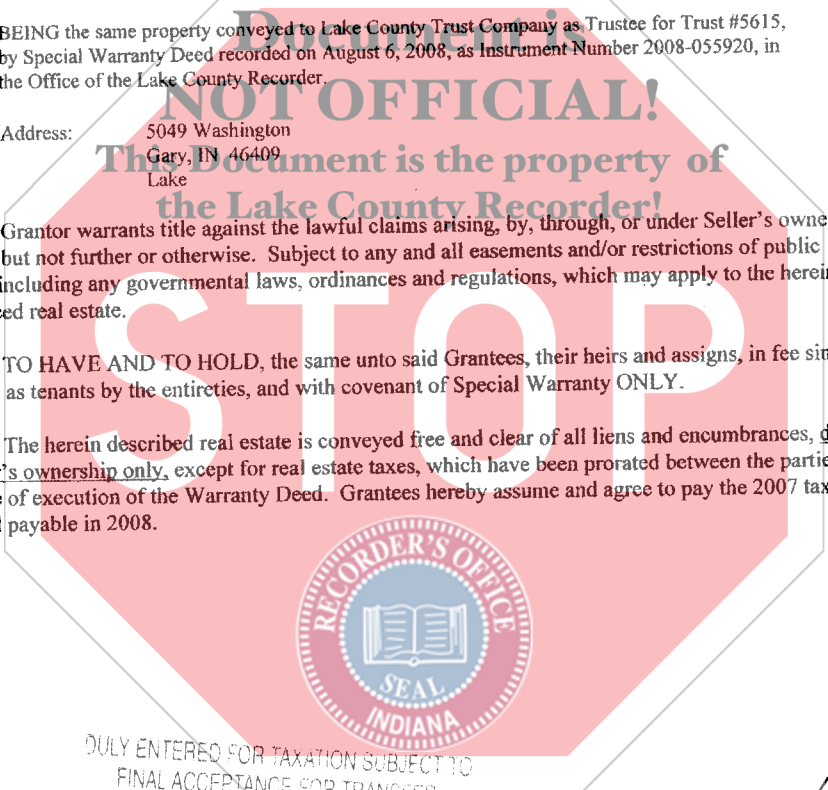 Document is
BEING the same property conveyed to Lake County Trust Company as Trustee for Trust #5615,
by Special Warranty Deed recorded on August 6, 2008, as Instrument Number 2008-055920, in
the Office of the Lake County Recorder.
NOT OFFICIAL!
Address: 5049 Washington
Gary, IN 46409
This Document is the property of
Lake
the Lake County Recorder!
Grantor warrants title against the lawful claims arising, by, through, or under Seller's owne
but not further or otherwise. Subject to any and all easements and/or restrictions of public
including any governmental laws, ordinances and regulations, which may apply to the herein
ed real estate.
STOP
TO HAVE AND TO HOLD, the same unto said Grantees, their heirs and assigns, in fee sim
as tenants by the entireties, and with covenant of Special Warranty ONLY.
The herein described real estate is conveyed free and clear of all liens and encumbrances, d
's ownership only, except for real estate taxes, which have been prorated between the partie
of execution of the Warranty Deed. Grantees hereby assume and agree to pay the 2007 tax
payable in 2008.
RECORDER'S OFFICE
SEAL
INDIANA
DULY ENTERED FOR TAXATION SUBJECT TO
FINAL ACCEPTANCE FOR TRANSFER